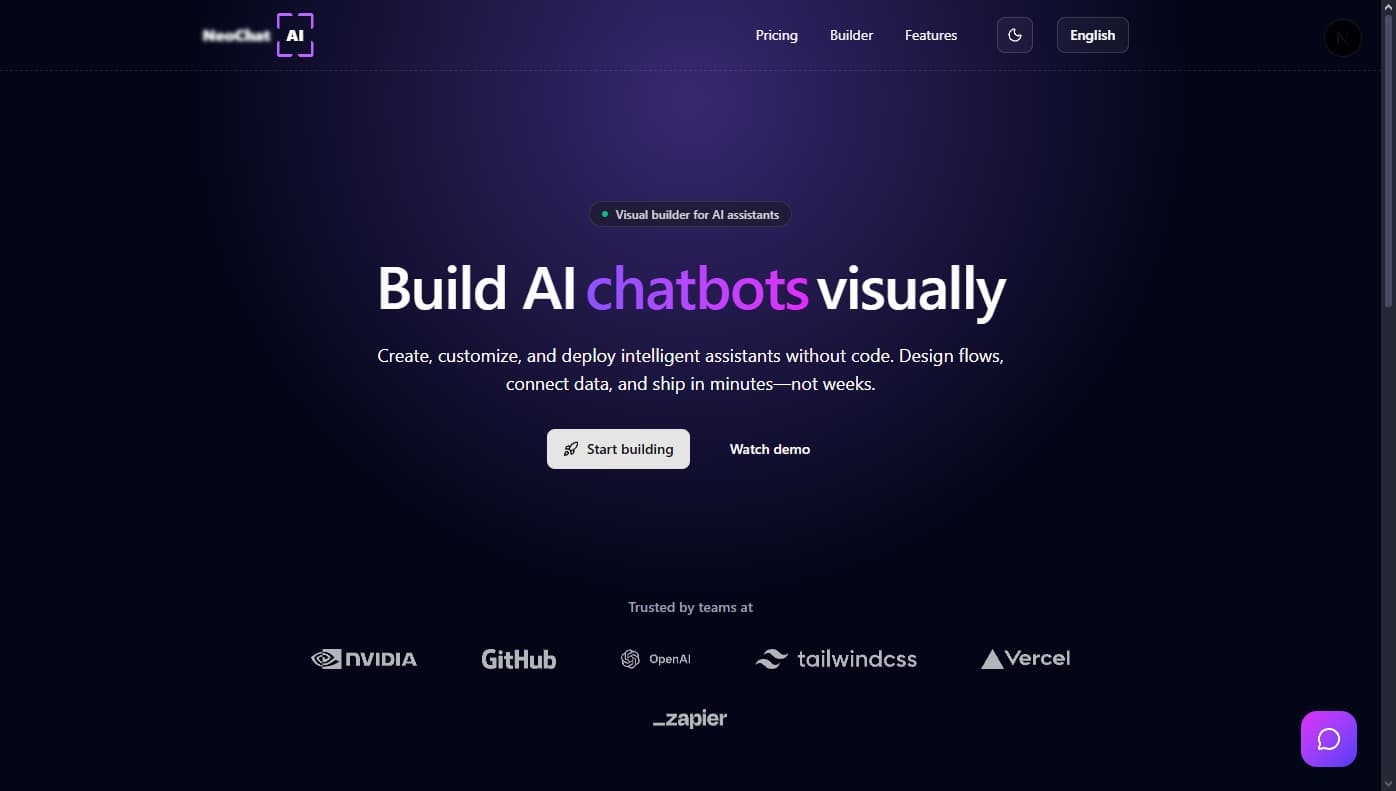 NeoChat AI
Pricing
Builder
Features
English
N
Visual builder for AI assistants
Build AI chatbots visually
Create, customize, and deploy intelligent assistants without code. Design flows,
connect data, and ship in minutes—not weeks.
Start building
Watch demo
Trusted by teams at
NVIDIA
GitHub
OpenAI
tailwindcss
Vercel
_zapier